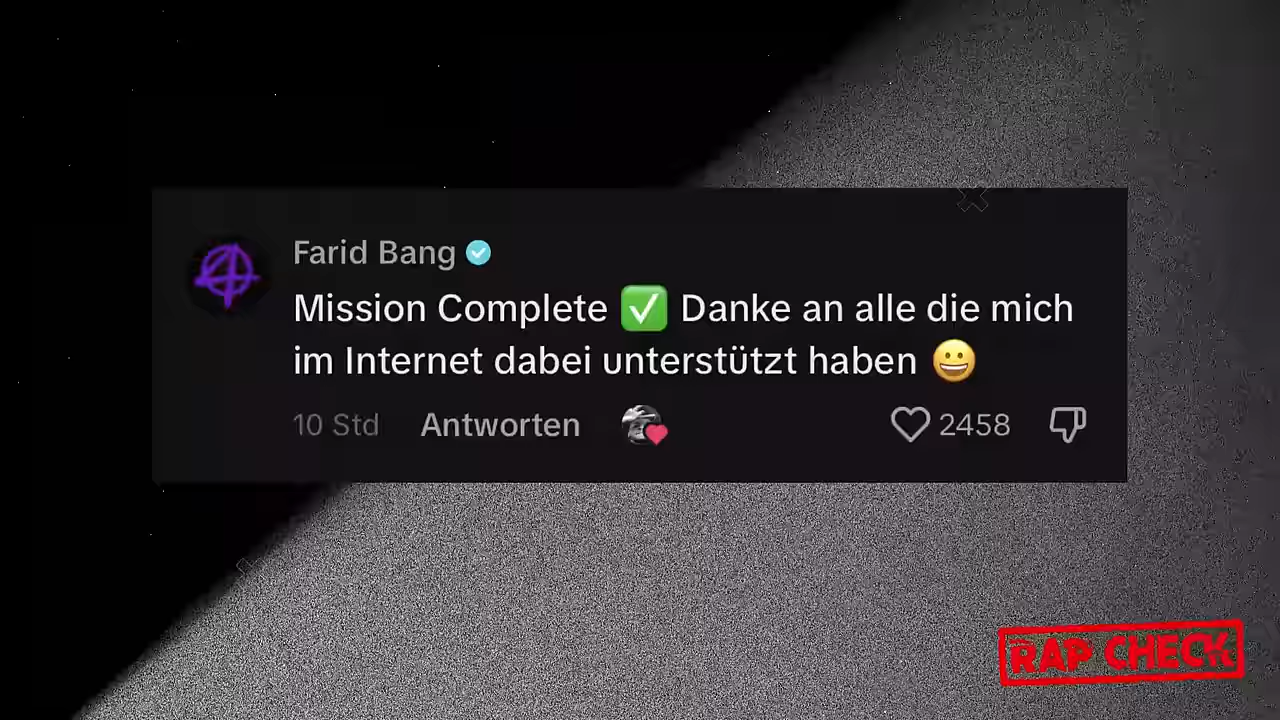 Farid Bang
Mission Complete ✅ Danke an alle die mich
im Internet dabei unterstützt haben 😀
10 Std Antworten 2458
RAP CHECK